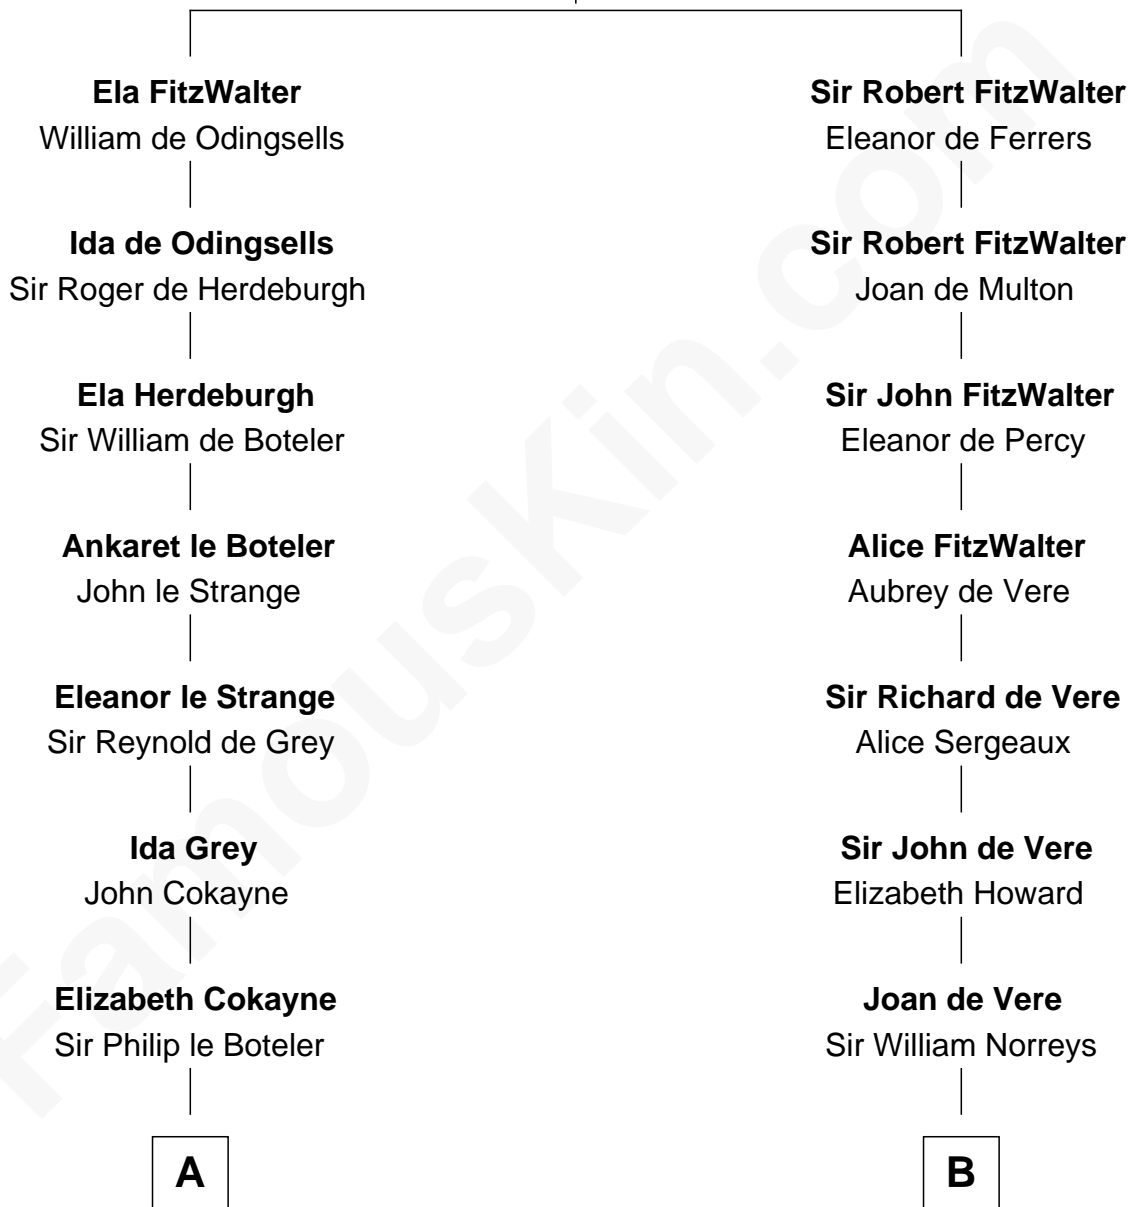 Ela FitzWalter
William de Odingsells
Ida de Odingsells
Sir Roger de Herdeburgh
Ela Herdeburgh
Sir William de Boteler
Ankaret le Boteler
John le Strange
Eleanor le Strange
Sir Reynold de Grey
Ida Grey
John Cokayne
Elizabeth Cokayne
Sir Philip le Boteler
A
Sir Robert FitzWalter
Eleanor de Ferrers
Sir Robert FitzWalter
Joan de Multon
Sir John FitzWalter
Eleanor de Percy
Alice FitzWalter
Aubrey de Vere
Sir Richard de Vere
Alice Sergeaux
Sir John de Vere
Elizabeth Howard
Joan de Vere
Sir William Norreys
B
FamousKin.com